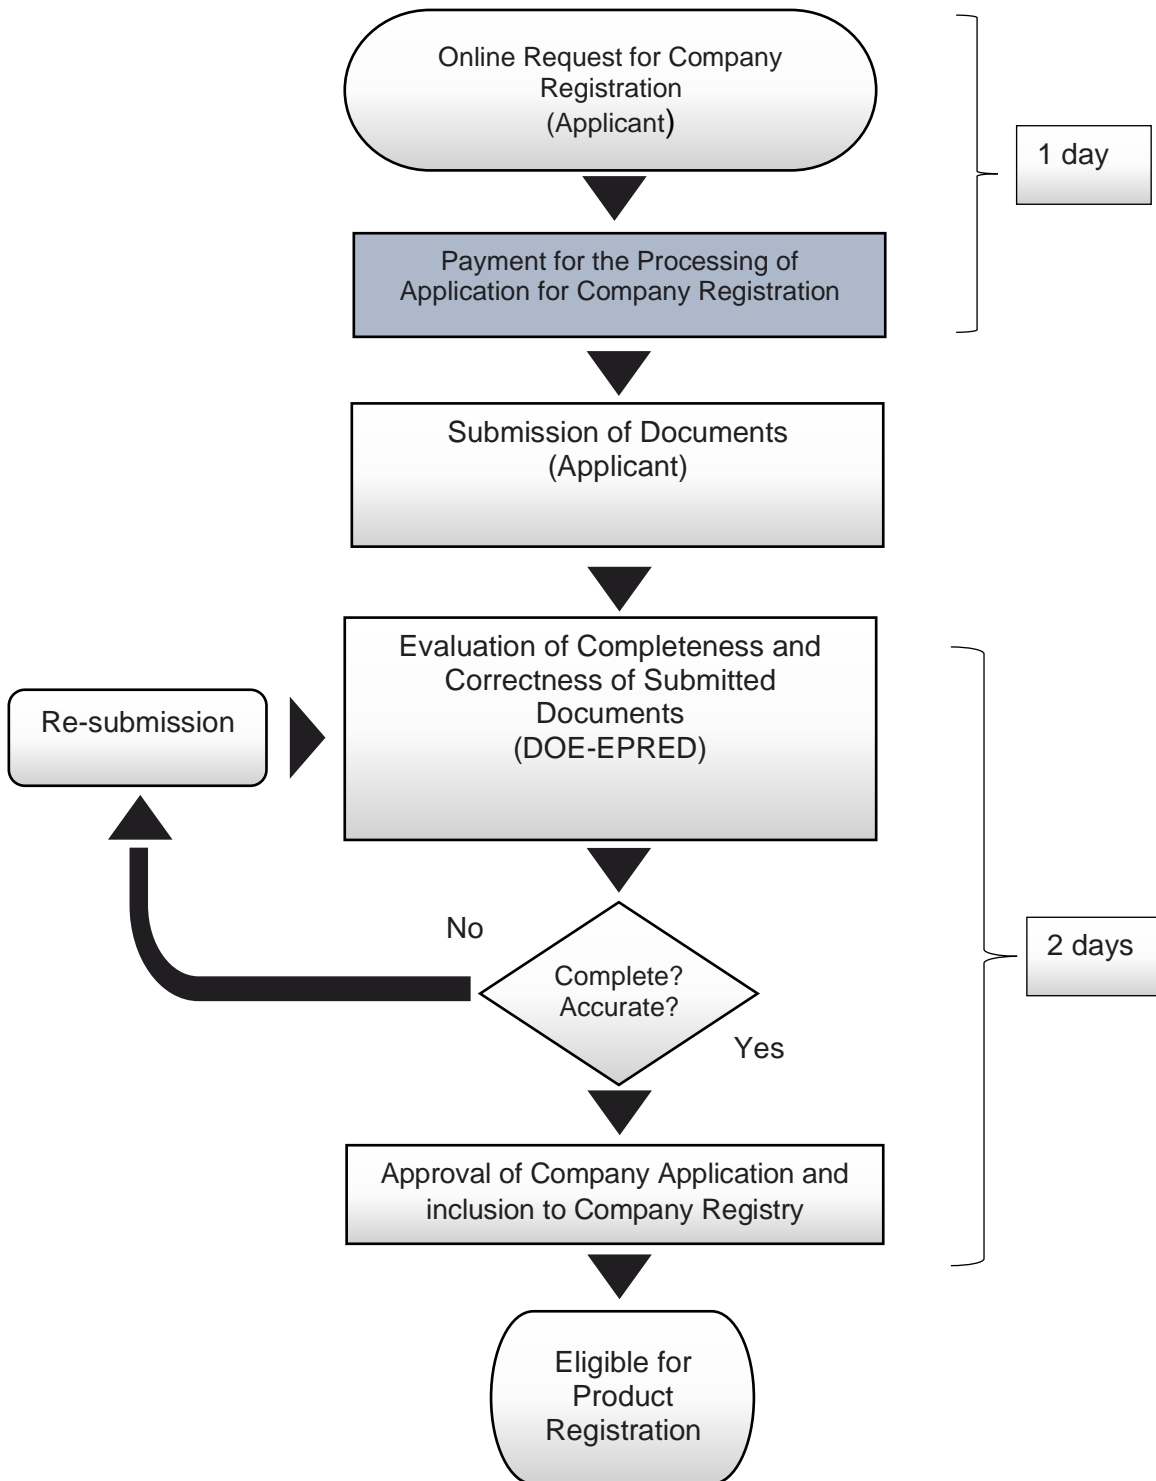 Online Request for Company
Registration
(Applicant)
1 day
Payment for the Processing of
Application for Company Registration
Submission of Documents
(Applicant)
Evaluation of Completeness and
Correctness of Submitted
Documents
(DOE-EPRED)
Re-submission
No
Complete?
Accurate?
Yes
2 days
Approval of Company Application and
inclusion to Company Registry
Eligible for
Product
Registration